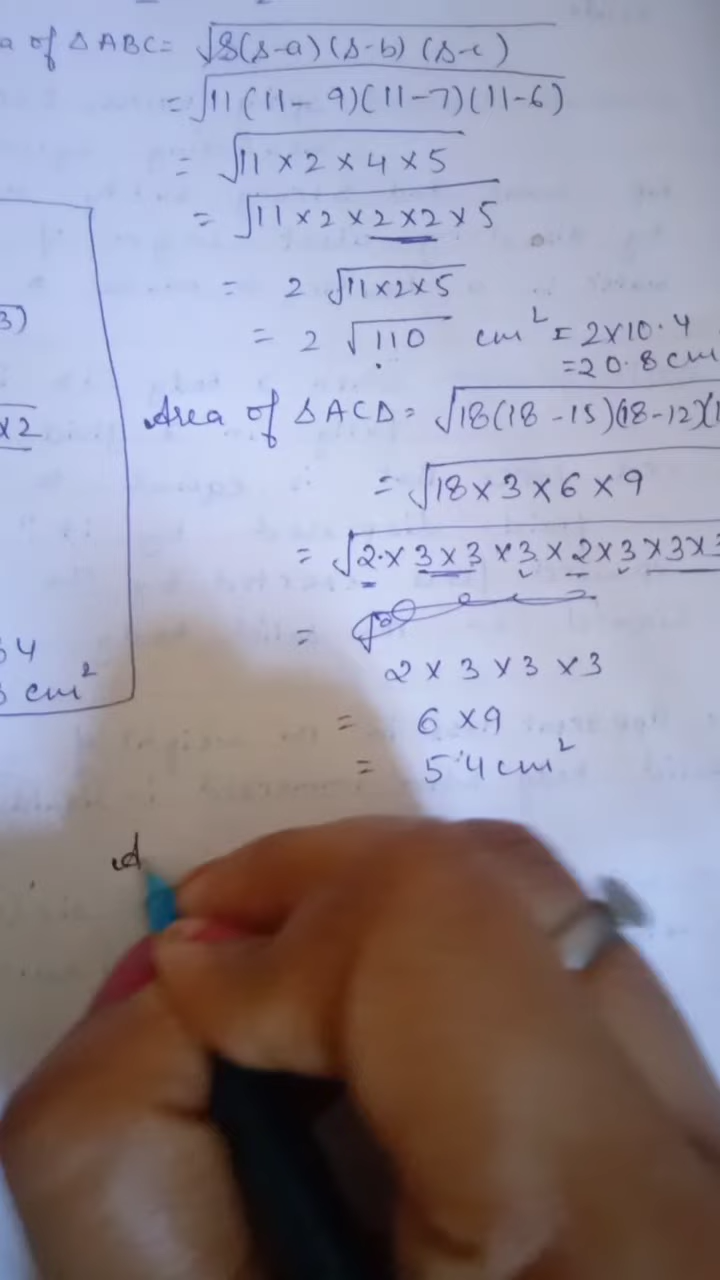 a of ΔABC = √s(s-a)(s-b)(s-c)
= √11(11-9)(11-7)(11-6)
= √11×2×4×5
= √11×2×2×2×5
= 2 √11×2×5
3)
= 2 √110 cm² = 2×10.4
= 20.8 cm
Area of ΔACD = √18(18-15)(18-12)(1
×2
= √18×3×6×9
= √2×3×3×3×2×3×3×3
=
2×3×3×3
34
cm²
= 6×9
= 54cm²
A